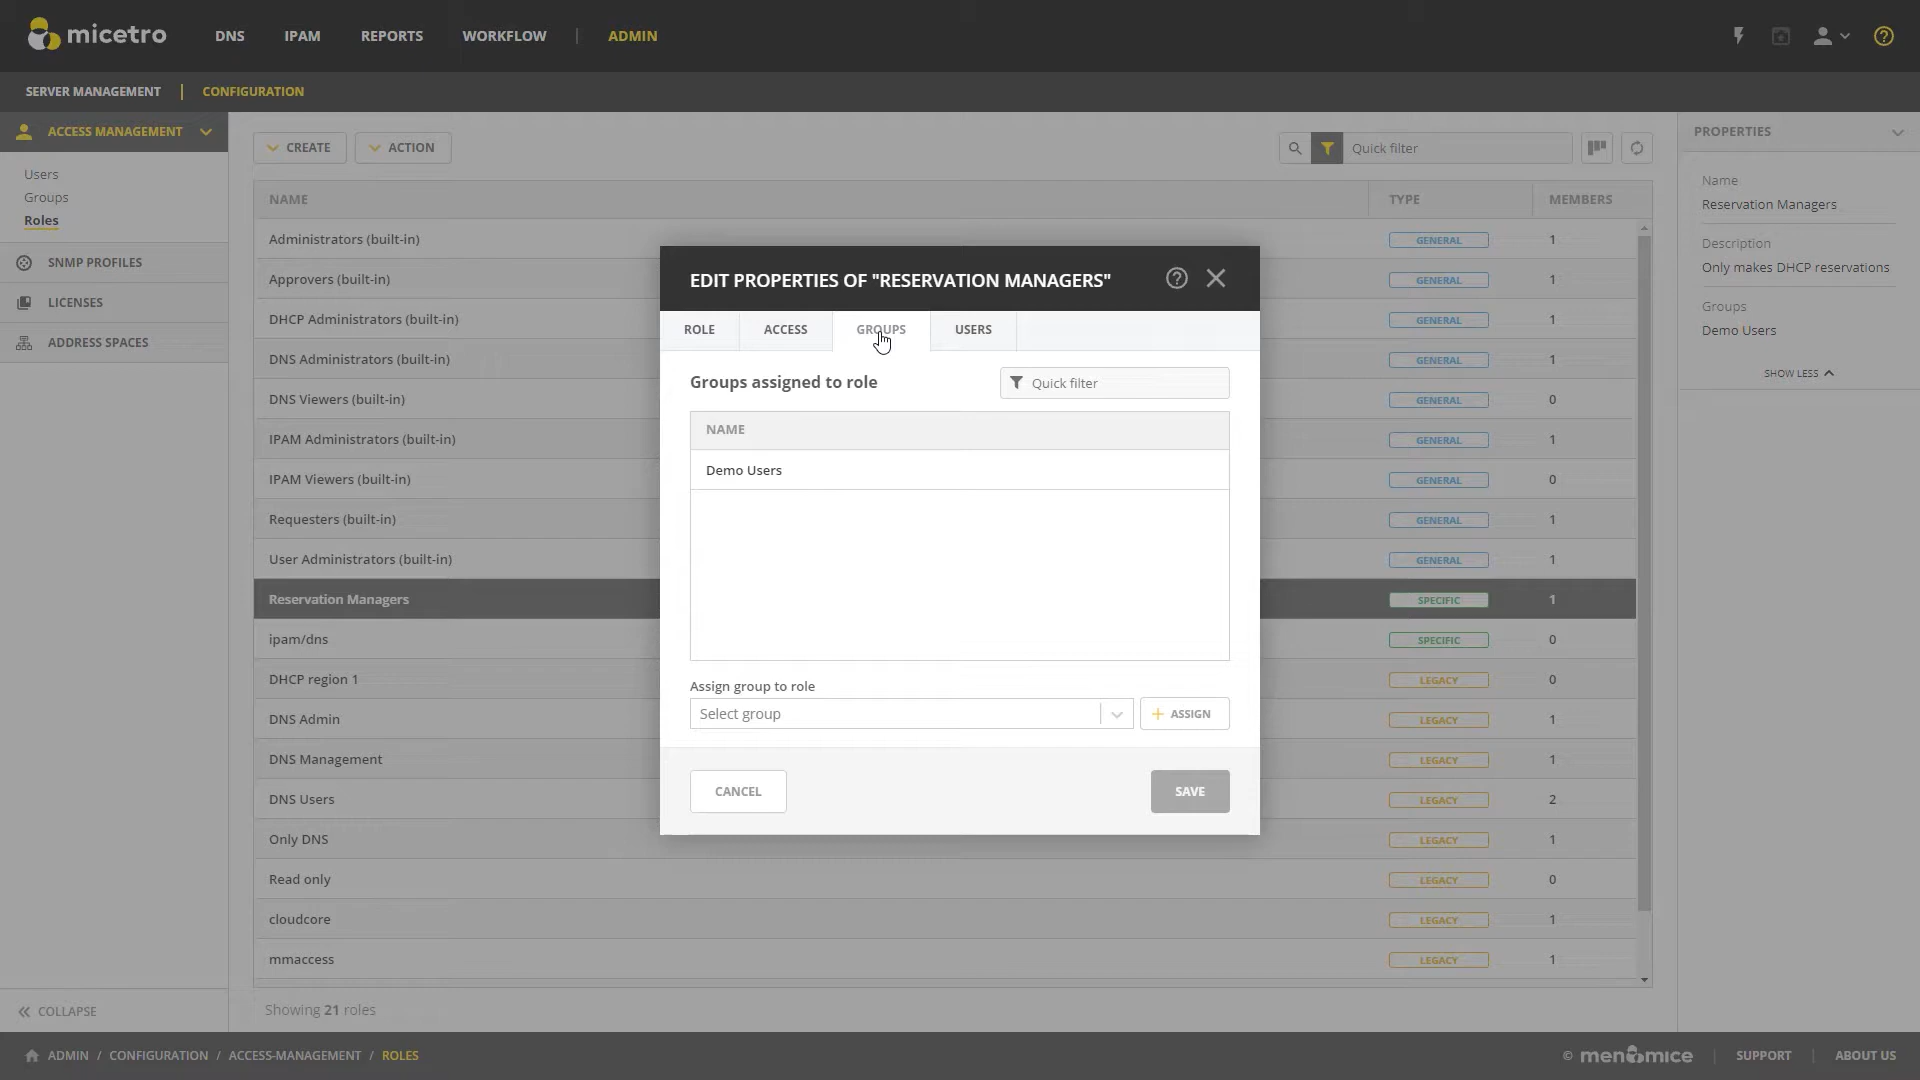 micetro
DNS
IPAM
REPORTS
WORKFLOW
ADMIN
SERVER MANAGEMENT
CONFIGURATION
ACCESS MANAGEMENT
Users
Groups
Roles
SNMP PROFILES
LICENSES
ADDRESS SPACES
COLLAPSE
CREATE
ACTION
Quick filter
NAME
TYPE
MEMBERS
Administrators (built-in)
GENERAL
1
Approvers (built-in)
GENERAL
1
DHCP Administrators (built-in)
GENERAL
1
DNS Administrators (built-in)
GENERAL
1
DNS Viewers (built-in)
GENERAL
0
IPAM Administrators (built-in)
GENERAL
1
IPAM Viewers (built-in)
GENERAL
0
Requesters (built-in)
GENERAL
1
User Administrators (built-in)
GENERAL
1
Reservation Managers
SPECIFIC
1
ipam/dns
SPECIFIC
0
DHCP region 1
LEGACY
0
DNS Admin
LEGACY
1
DNS Management
LEGACY
1
DNS Users
LEGACY
2
Only DNS
LEGACY
1
Read only
LEGACY
0
cloudcore
LEGACY
1
mmaccess
LEGACY
1
Showing 21 roles
EDIT PROPERTIES OF "RESERVATION MANAGERS"
ROLE
ACCESS
GROUPS
USERS
Groups assigned to role
Quick filter
NAME
Demo Users
Assign group to role
Select group
+ ASSIGN
CANCEL
SAVE
PROPERTIES
Name
Reservation Managers
Description
Only makes DHCP reservations
Groups
Demo Users
SHOW LESS
ADMIN / CONFIGURATION / ACCESS-MANAGEMENT / ROLES
© men&mice
SUPPORT
ABOUT US